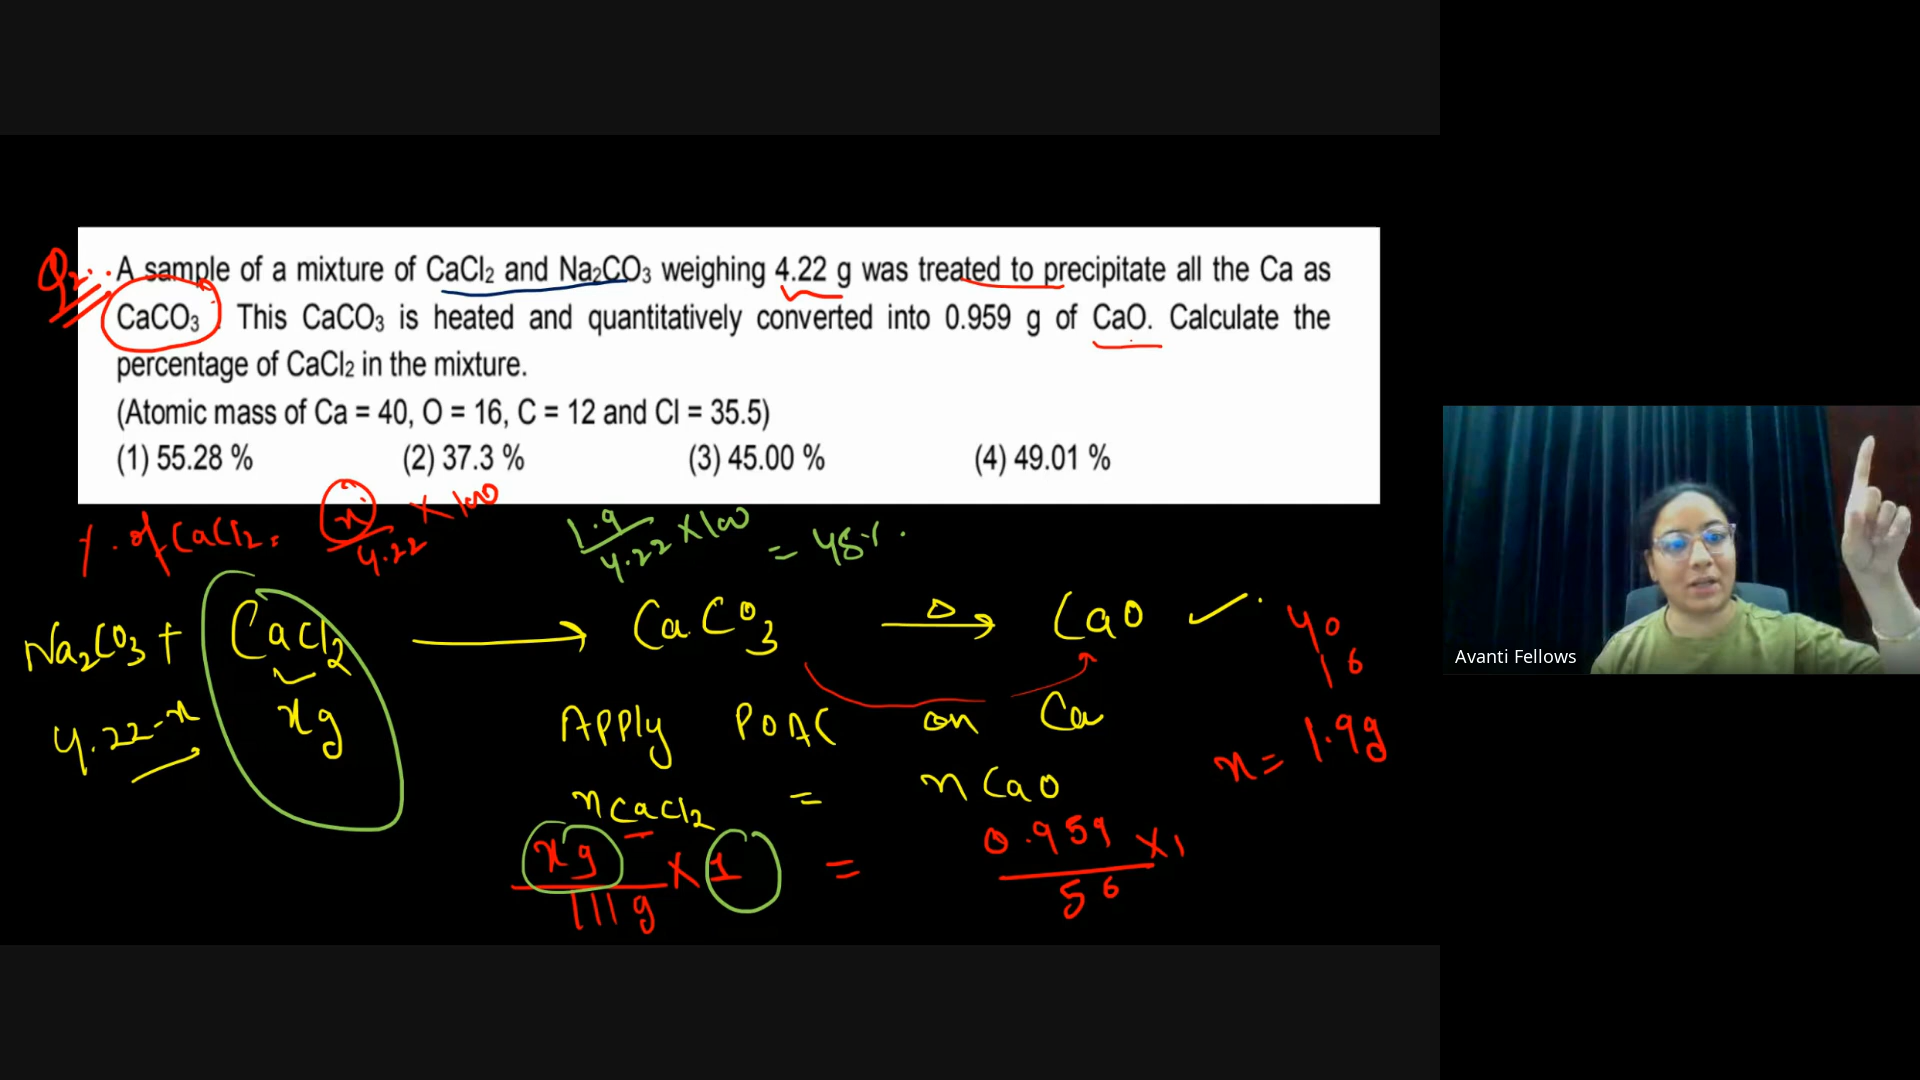 Q2:
A sample of a mixture of CaCl2 and Na2CO3 weighing 4.22 g was treated to precipitate all the Ca as
CaCO3. This CaCO3 is heated and quantitatively converted into 0.959 g of CaO. Calculate the
percentage of CaCl2 in the mixture.
(Atomic mass of Ca = 40, O = 16, C = 12 and Cl = 35.5)
(1) 55.28 % (2) 37.3 % (3) 45.00 % (4) 49.01 %
%. of CaCl2 = x/4.22 × 100
1.9/4.22 × 100 = 45%.
Na2CO3 + CaCl2 → CaCO3 Δ→ CaO ✓
40
16
4.22-x
xg
Apply POAC on Ca
x = 1.9g
nCaCl2 = nCaO
xg/111g × 1 = 0.959/56 × 1
Avanti Fellows